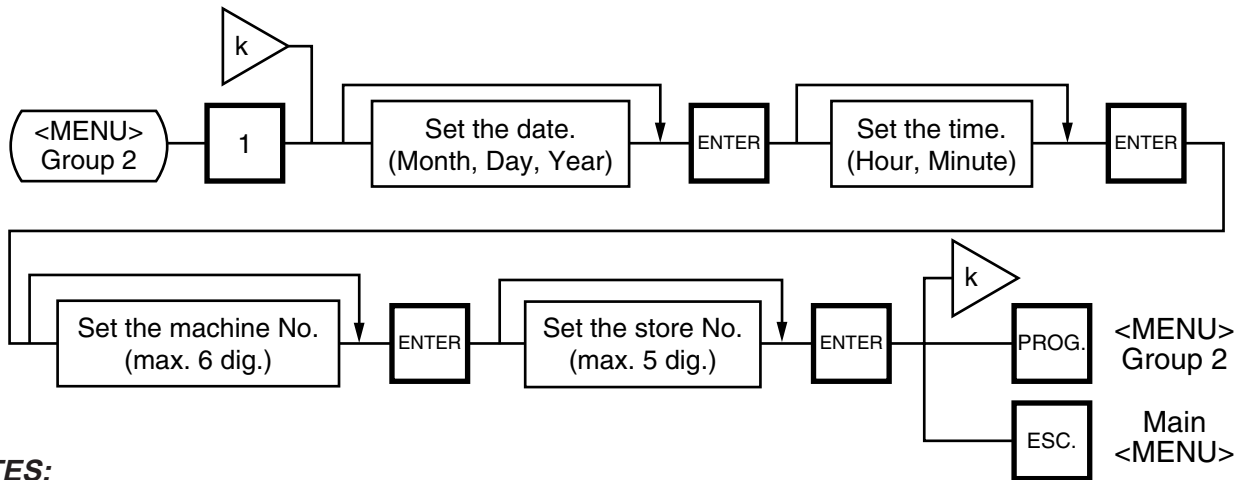 k
<MENU>
Group 2
1
Set the date.
(Month, Day, Year)
ENTER
Set the time.
(Hour, Minute)
ENTER
Set the machine No.
(max. 6 dig.)
ENTER
Set the store No.
(max. 5 dig.)
ENTER
k
PROG.
<MENU>
Group 2
ESC.
Main
<MENU>
TES: